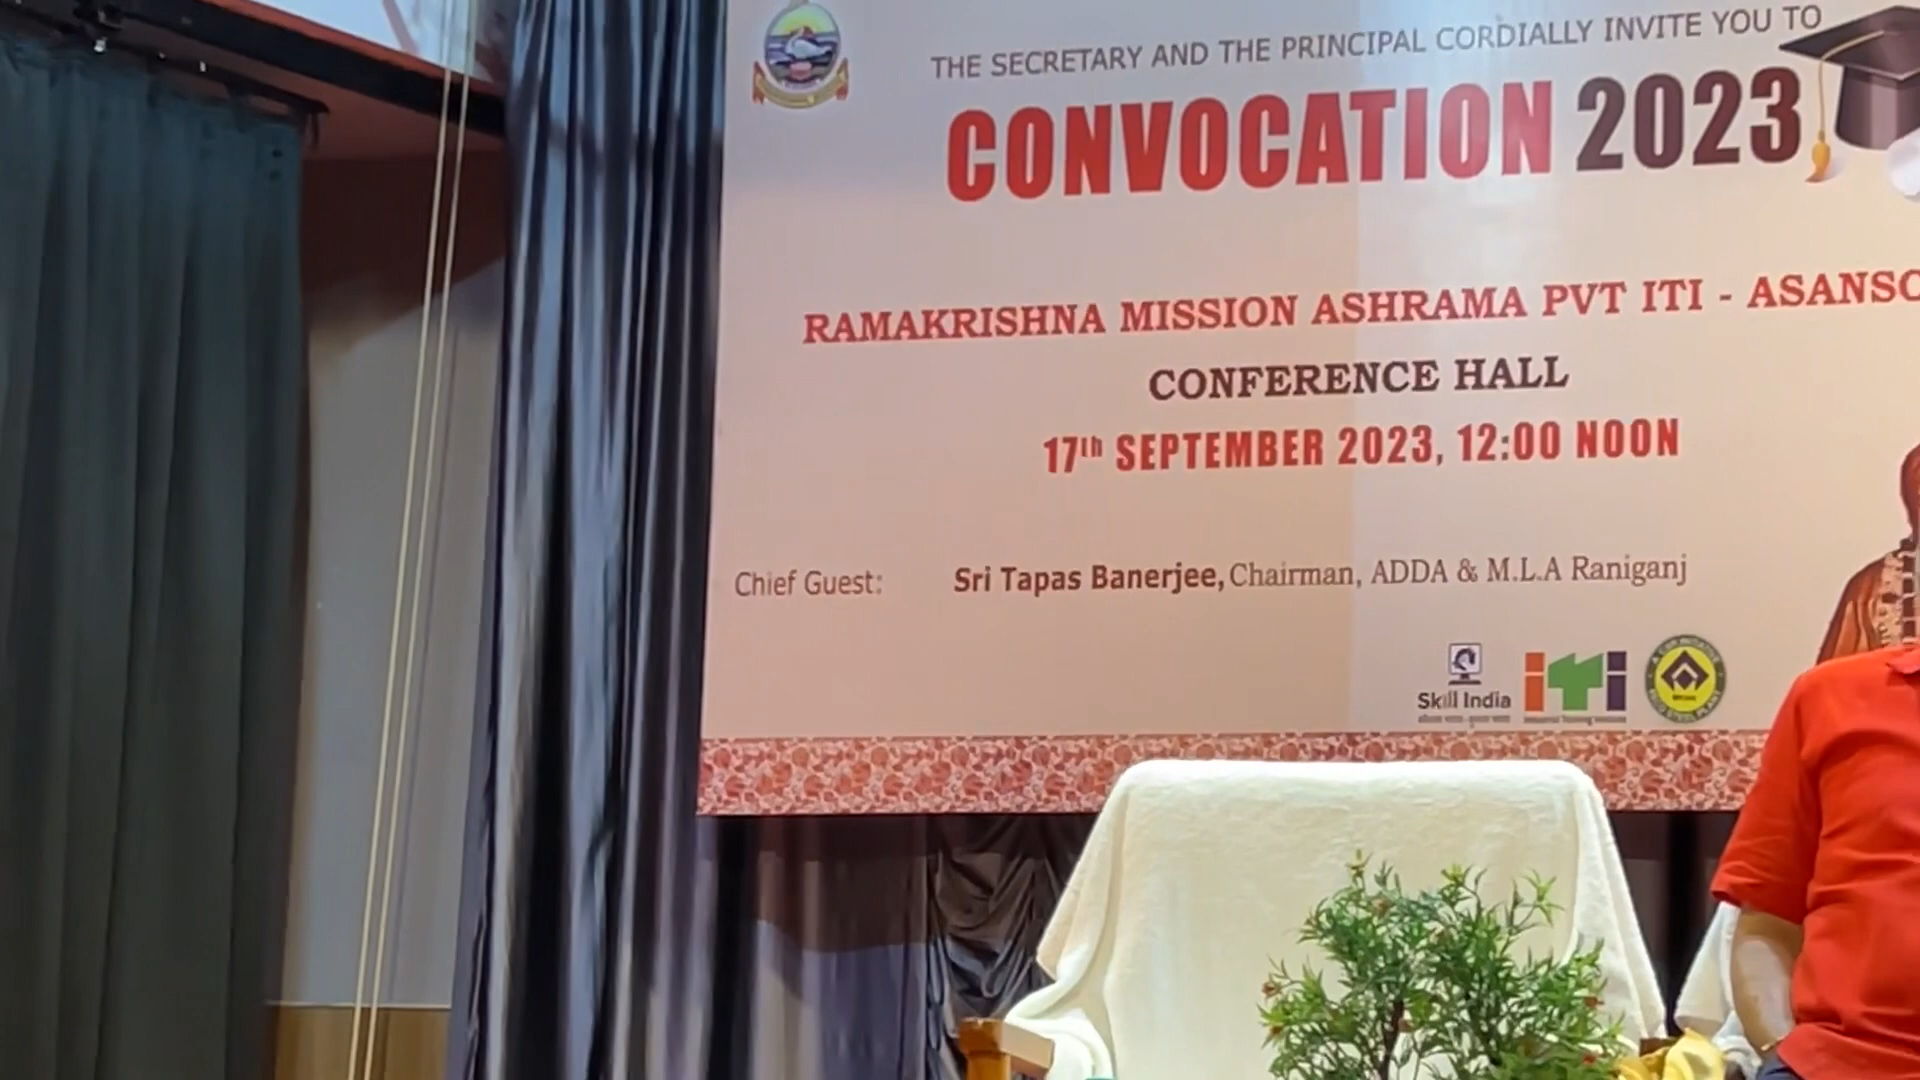 THE SECRETARY AND THE PRINCIPAL CORDIALLY INVITE YOU TO
CONVOCATION 2023
RAMAKRISHNA MISSION ASHRAMA PVT ITI - ASANSO
CONFERENCE HALL
17th SEPTEMBER 2023, 12:00 NOON
Chief Guest: Sri Tapas Banerjee, Chairman, ADDA & M.L.A Raniganj
Skill India
iTi